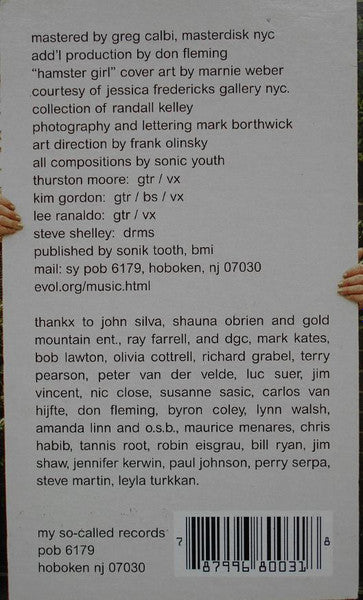 mastered by greg calbi, masterdisk nyc
add'l production by don fleming
"hamster girl" cover art by marnie weber
courtesy of jessica fredericks gallery nyc.
collection of randall kelley
photography and lettering mark borthwick
art direction by frank olinsky
all compositions by sonic youth
thurston moore: gtr / vx
kim gordon: gtr / bs / vx
lee ranaldo: gtr / vx
steve shelley: drms
published by sonik tooth, bmi
mail: sy pob 6179, hoboken, nj 07030
evol.org/music.html
thankx to john silva, shauna obrien and gold
mountain ent., ray farrell, and dgc, mark kates,
bob lawton, olivia cottrell, richard grabel, terry
pearson, peter van der velde, luc suer, jim
vincent, nic close, susanne sasic, carlos van
hijfte, don fleming, byron coley, lynn walsh,
amanda linn and o.s.b., maurice menares, chris
habib, tannis root, robin eisgrau, bill ryan, jim
shaw, jennifer kerwin, paul johnson, perry serpa,
steve martin, leyla turkkan.
my so-called records
pob 6179
hoboken nj 07030
7 87996 80031 8